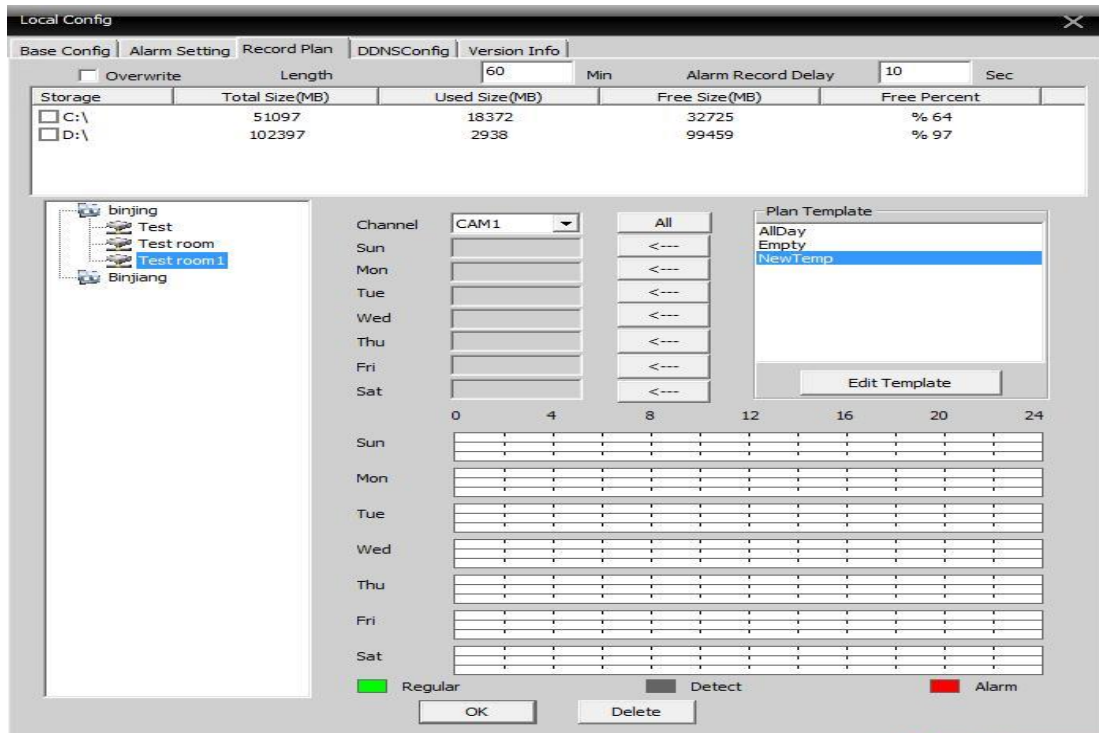 Local Config
Base Config Alarm Setting Record Plan DDNSConfig Version Info
Overwrite Length 60 Min Alarm Record Delay 10 Sec
Storage Total Size(MB) Used Size(MB) Free Size(MB) Free Percent
C:\ 51097 18372 32725 % 64
D:\ 102397 2938 99459 % 97
binjing
Test
Test room
Test room1
Binjiang
Channel CAM1 All
Sun <---
Mon <---
Tue <---
Wed <---
Thu <---
Fri <---
Sat <---
Plan Template
AllDay
Empty
NewTemp
Edit Template
0 4 8 12 16 20 24
Sun
Mon
Tue
Wed
Thu
Fri
Sat
Regular Detect Alarm
OK Delete